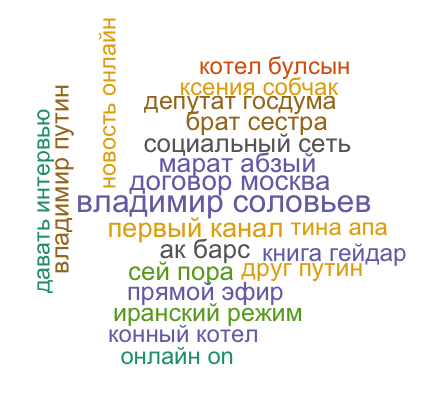 котел булсын
ксения собчак
депутат госдума
брат сестра
социальный сеть
марат абзый
договор москва
владимир соловьев
первый канал
тина апа
ак барс
книга гейдар
сей пора
друг путин
прямой эфир
иранский режим
конный котел
онлайн on
давать интервью
владимир путин
новость онлайн